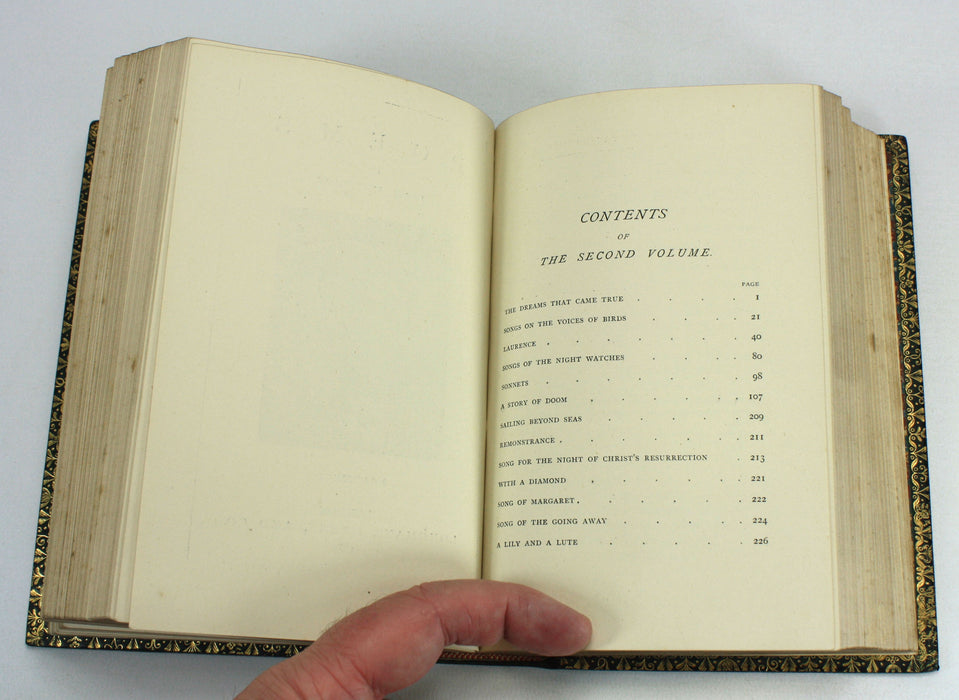 CONTENTS
OF
THE SECOND VOLUME.
PAGE
THE DREAMS THAT CAME TRUE . . . . 1
SONGS ON THE VOICES OF BIRDS . . . . 21
LAURENCE . . . . . . . 40
SONGS OF THE NIGHT WATCHES . . . . 80
SONNETS . . . . . . . 98
A STORY OF DOOM . . . . . . 107
SAILING BEYOND SEAS . . . . . 209
REMONSTRANCE . . . . . . . 211
SONG FOR THE NIGHT OF CHRIST'S RESURRECTION . 213
WITH A DIAMOND . . . . . . 221
SONG OF MARGARET . . . . . . 222
SONG OF THE GOING AWAY . . . . . 224
A LILY AND A LUTE . . . . . 226